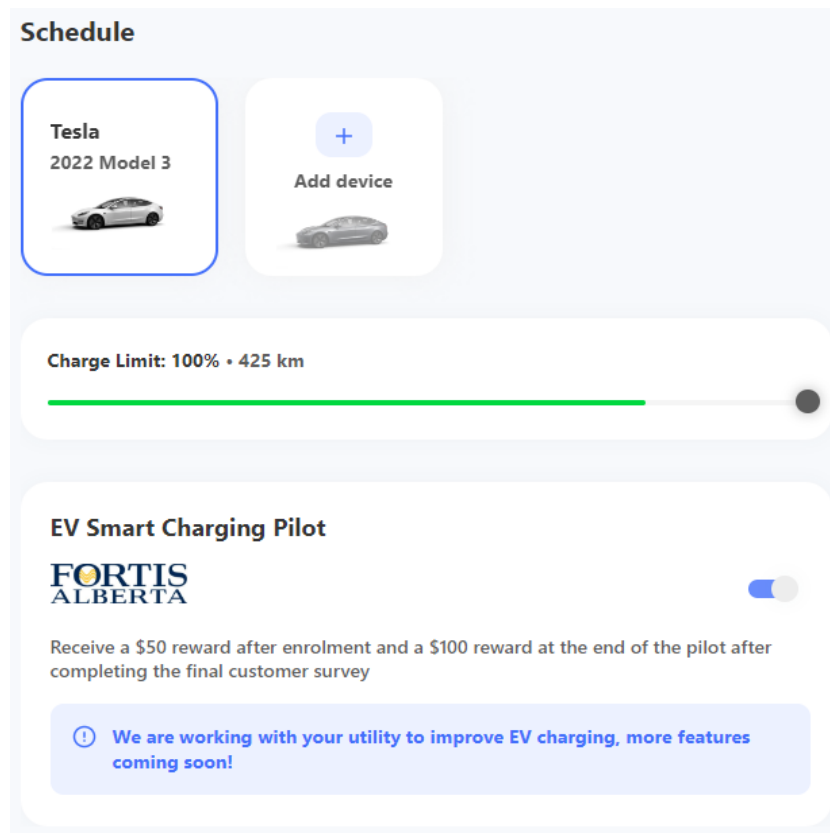 Schedule
Tesla
2022 Model 3
+
Add device
Charge Limit: 100% • 425 km
EV Smart Charging Pilot
FORTIS
ALBERTA
Receive a $50 reward after enrolment and a $100 reward at the end of the pilot after
completing the final customer survey
We are working with your utility to improve EV charging, more features
coming soon!